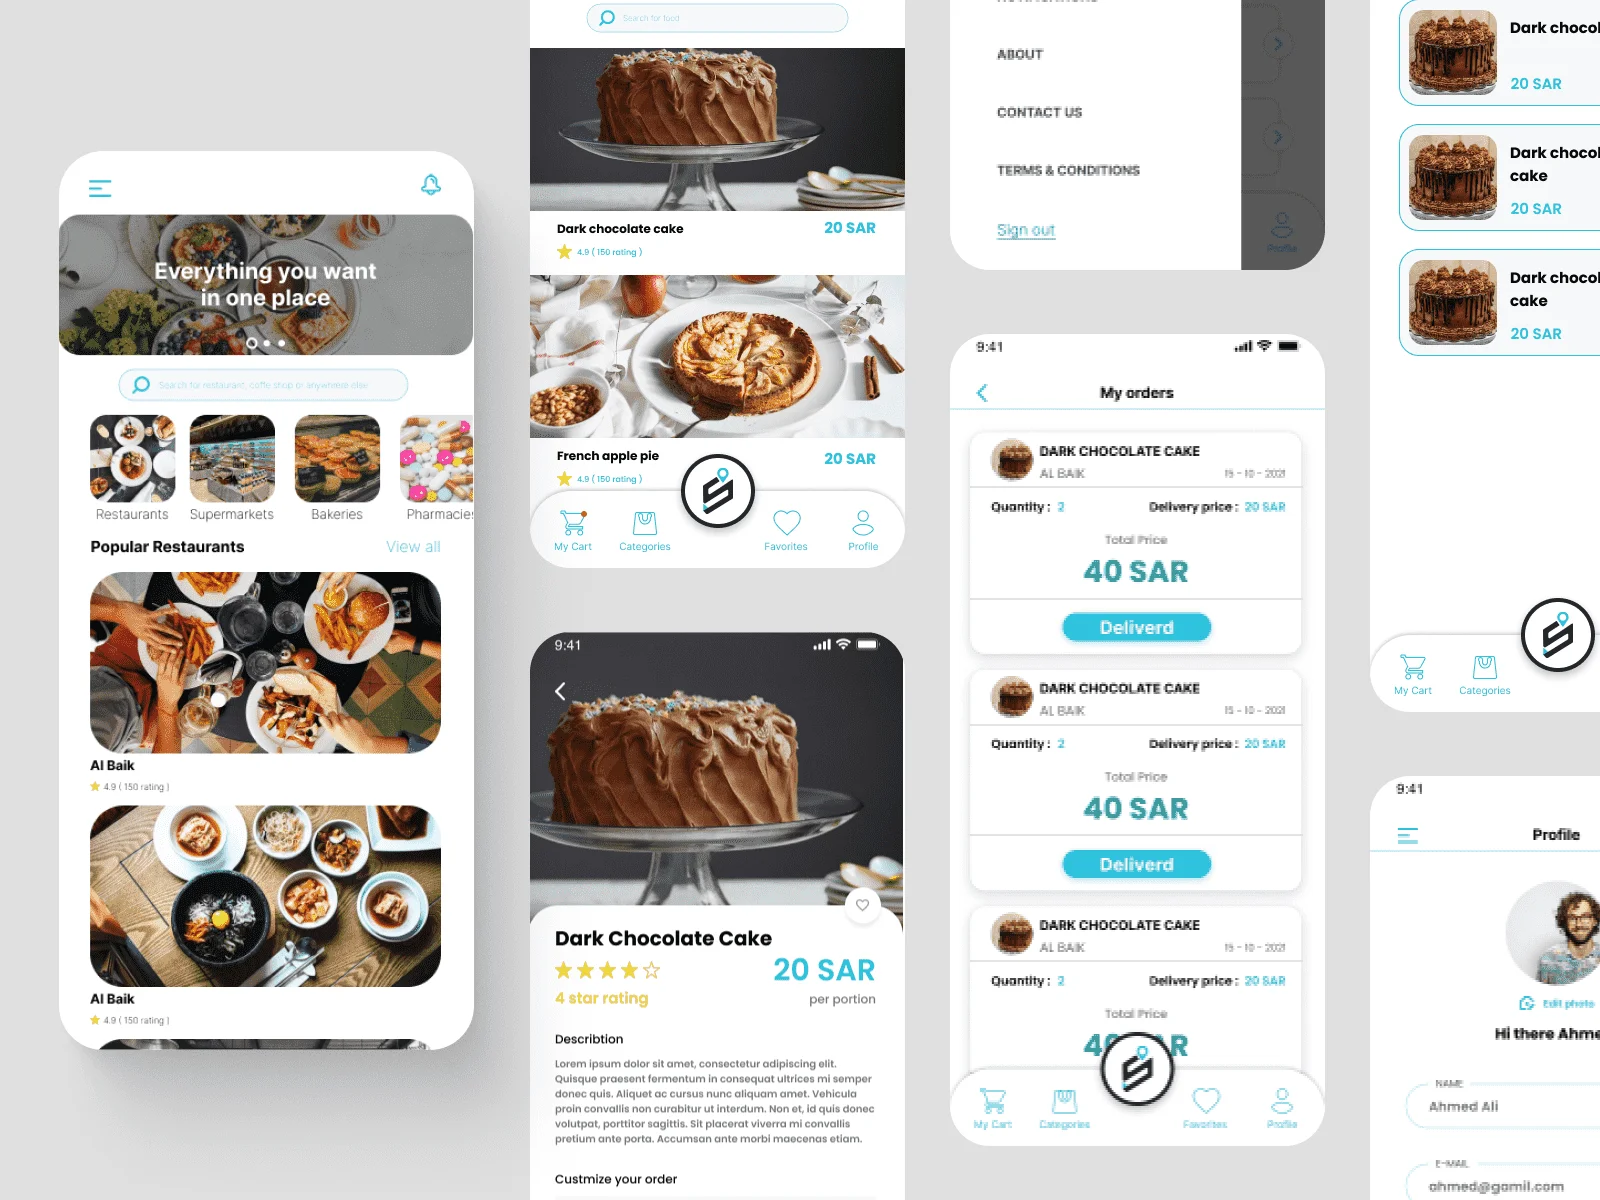 Everything you want
in one place
Search for restaurant, coffe shop or anywhrere else
Restaurants
Supermarkets
Bakeries
Pharmacies
Popular Restaurants
View all
Al Baik
4.9 ( 150 rating )
Al Baik
4.9 ( 150 rating )
Search for food
Dark chocolate cake
20 SAR
4.9 ( 150 rating )
French apple pie
20 SAR
4.9 ( 150 rating )
My Cart
Categories
Favorites
Profile
9:41
Dark Chocolate Cake
20 SAR
4 star rating
per portion
Describtion
Lorem ipsum dolor sit amet, consectetur adipiscing elit.
Quisque praesent fermentum in consequat ultrices mi semper
donec quis. Aliquet ac cursus nunc aliquam amet. Vehicula
proin convallis non curabitur ut interdum. Non et, id quis donec
volutpat, porttitor sagittis. Sit placerat viverra mi convallis
pretium ante porta. Accumsan ante morbi maecenas etiam.
Custmize your order
ABOUT
CONTACT US
TERMS & CONDITIONS
Sign out
Profile
9:41
My orders
DARK CHOCOLATE CAKE
AL BAIK
15 - 10 - 2021
Quantity : 2
Delivery price : 20 SAR
Total Price
40 SAR
Deliverd
DARK CHOCOLATE CAKE
AL BAIK
15 - 10 - 2021
Quantity : 2
Delivery price : 20 SAR
Total Price
40 SAR
Deliverd
DARK CHOCOLATE CAKE
AL BAIK
15 - 10 - 2021
Quantity : 2
Delivery price : 20 SAR
Total Price
My Cart
Categories
Favorites
Profile
Dark chocol
20 SAR
Dark chocol
cake
20 SAR
Dark chocol
cake
20 SAR
My Cart
Categories
9:41
Profile
Edit photo
Hi there Ahme
NAME
Ahmed Ali
E-MAIL
ahmed@gamil.com